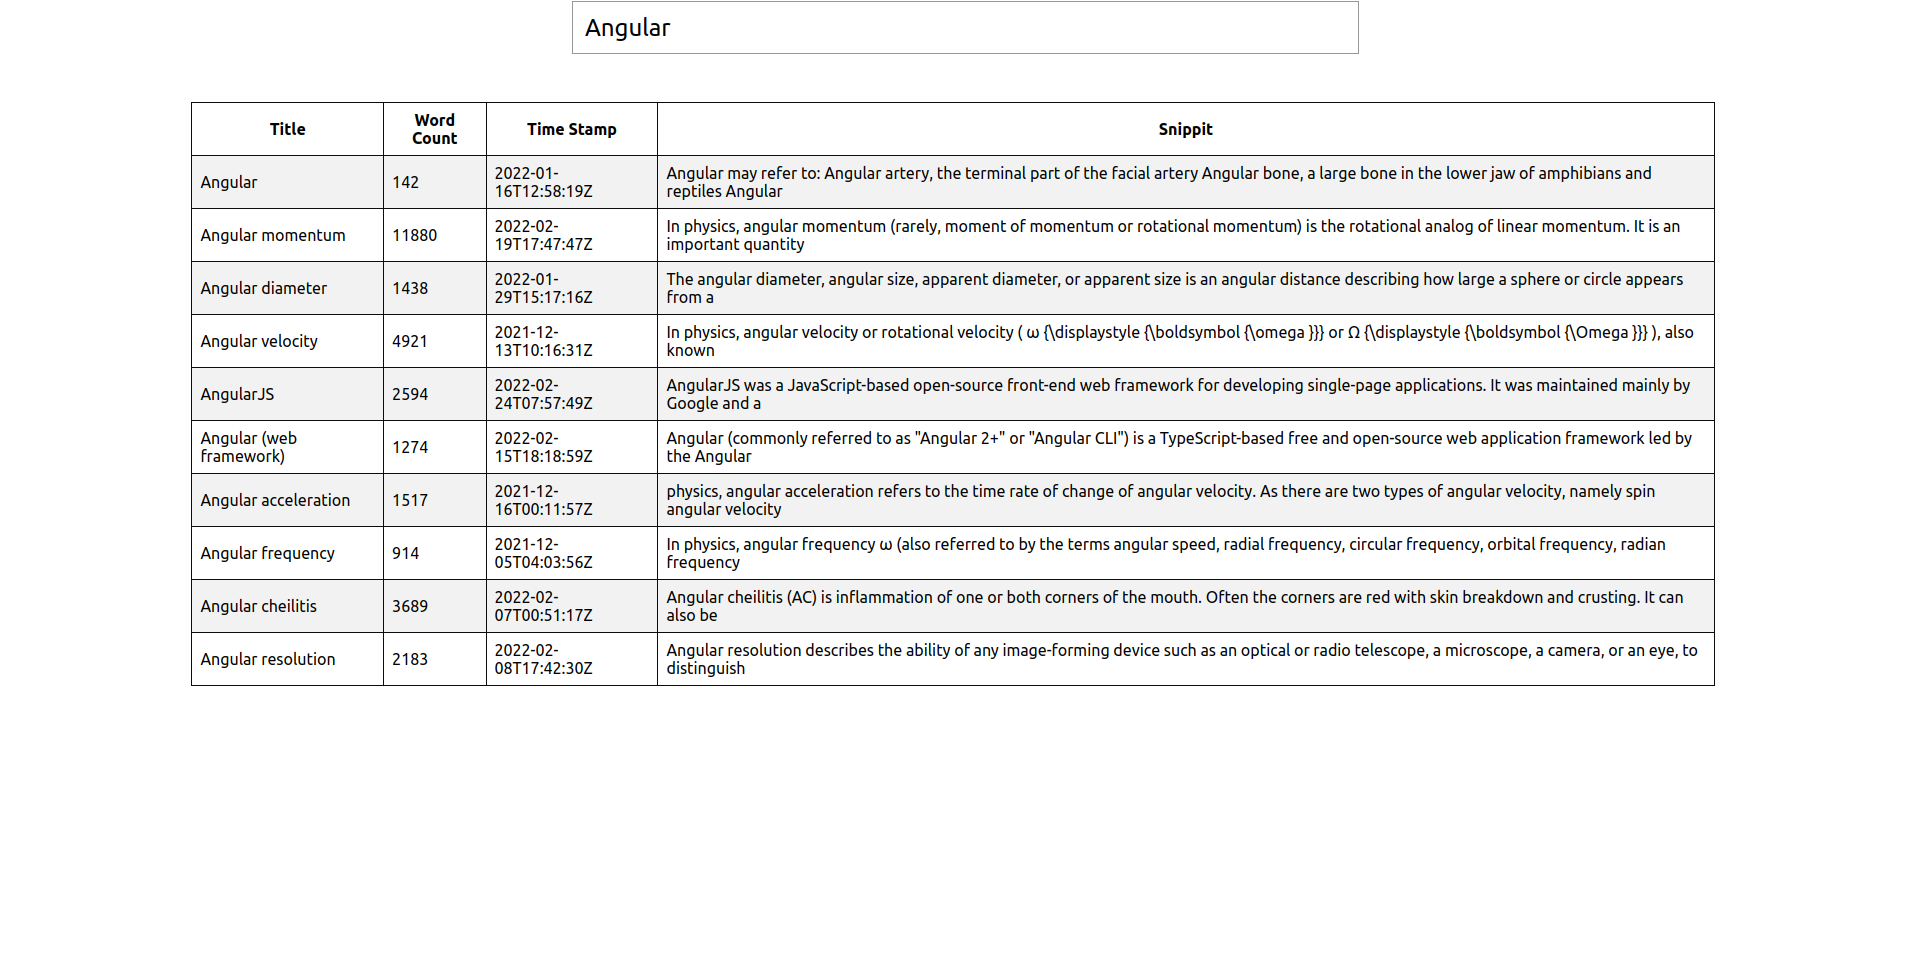 Angular
Title
Word
Count
Time Stamp
Snippit
Angular
142
2022-01-
16T12:58:19Z
Angular may refer to: Angular artery, the terminal part of the facial artery Angular bone, a large bone in the lower jaw of amphibians and
reptiles Angular
Angular momentum
11880
2022-02-
19T17:47:47Z
In physics, angular momentum (rarely, moment of momentum or rotational momentum) is the rotational analog of linear momentum. It is an
important quantity
Angular diameter
1438
2022-01-
29T15:17:16Z
The angular diameter, angular size, apparent diameter, or apparent size is an angular distance describing how large a sphere or circle appears
from a
Angular velocity
4921
2021-12-
13T10:16:31Z
In physics, angular velocity or rotational velocity ( ω {\displaystyle {\boldsymbol {\omega }}} or Ω {\displaystyle {\boldsymbol {\Omega }}} ), also
known
AngularJS
2594
2022-02-
24T07:57:49Z
AngularJS was a JavaScript-based open-source front-end web framework for developing single-page applications. It was maintained mainly by
Google and a
Angular (web
framework)
1274
2022-02-
15T18:18:59Z
Angular (commonly referred to as "Angular 2+" or "Angular CLI") is a TypeScript-based free and open-source web application framework led by
the Angular
Angular acceleration
1517
2021-12-
16T00:11:57Z
physics, angular acceleration refers to the time rate of change of angular velocity. As there are two types of angular velocity, namely spin
angular velocity
Angular frequency
914
2021-12-
05T04:03:56Z
In physics, angular frequency ω (also referred to by the terms angular speed, radial frequency, circular frequency, orbital frequency, radian
frequency
Angular cheilitis
3689
2022-02-
07T00:51:17Z
Angular cheilitis (AC) is inflammation of one or both corners of the mouth. Often the corners are red with skin breakdown and crusting. It can
also be
Angular resolution
2183
2022-02-
08T17:42:30Z
Angular resolution describes the ability of any image-forming device such as an optical or radio telescope, a microscope, a camera, or an eye, to
distinguish